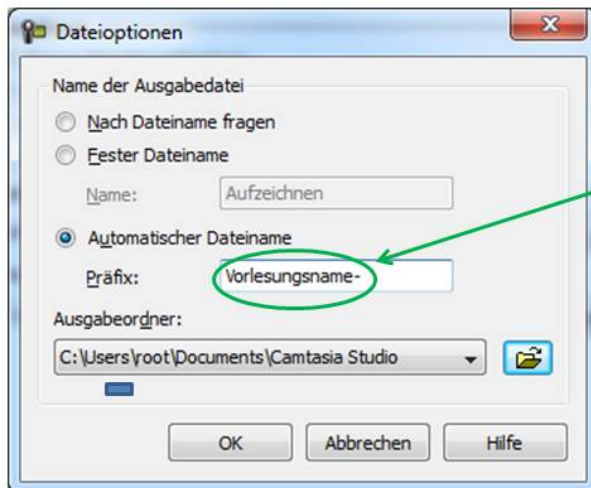 Dateioptionen
Name der Ausgabedatei
Nach Dateiname fragen
Fester Dateiname
Name: Aufzeichnen
Automatischer Dateiname
Präfix: Vorlesungsname-
Ausgabeordner:
C:\Users\root\Documents\Camtasia Studio
OK Abbrechen Hilfe